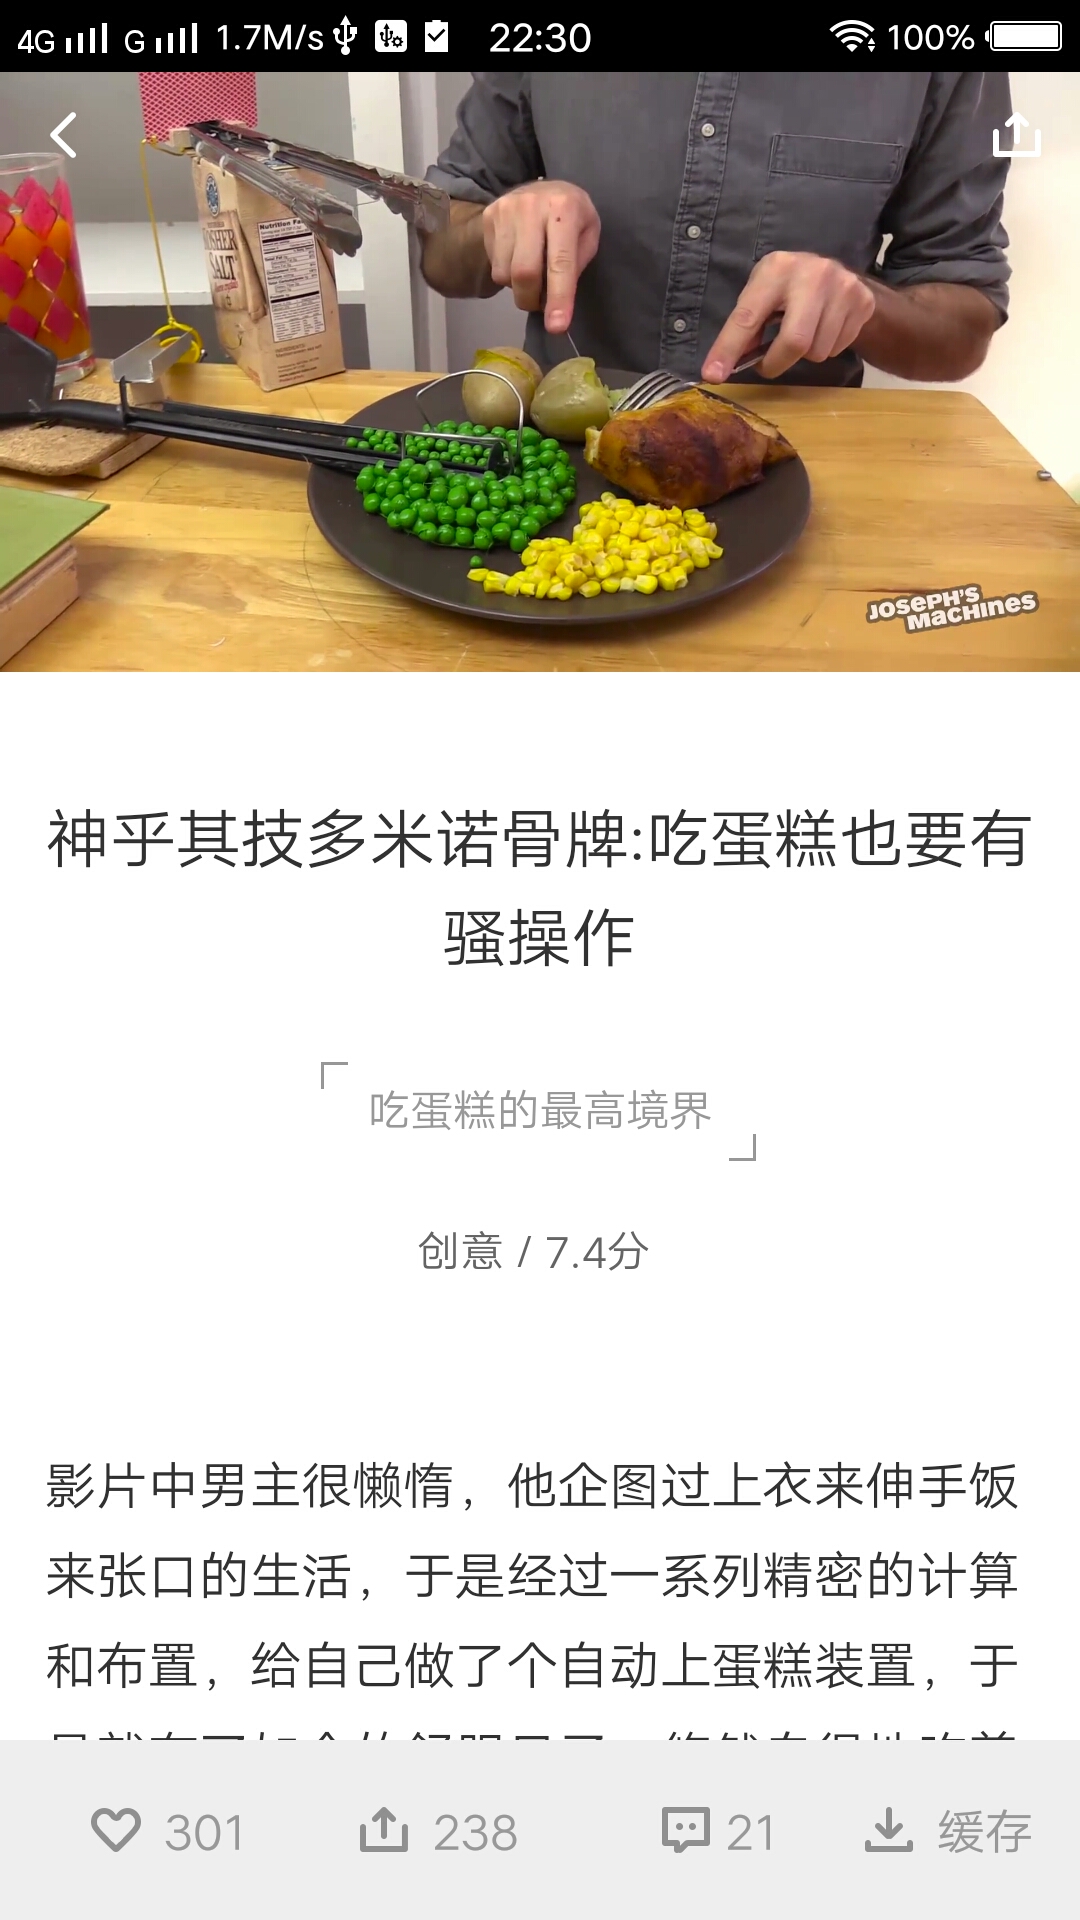 4G G 1.7M/s 22:30 100%
KOSHER
SALT
Nutrition Fa
JOSEPH'S
MACHINES
神乎其技多米诺骨牌:吃蛋糕也要有
骚操作
吃蛋糕的最高境界
创意 / 7.4分
影片中男主很懒惰，他企图过上衣来伸手饭
来张口的生活，于是经过一系列精密的计算
和布置，给自己做了个自动上蛋糕装置，于
301 238 21 缓存